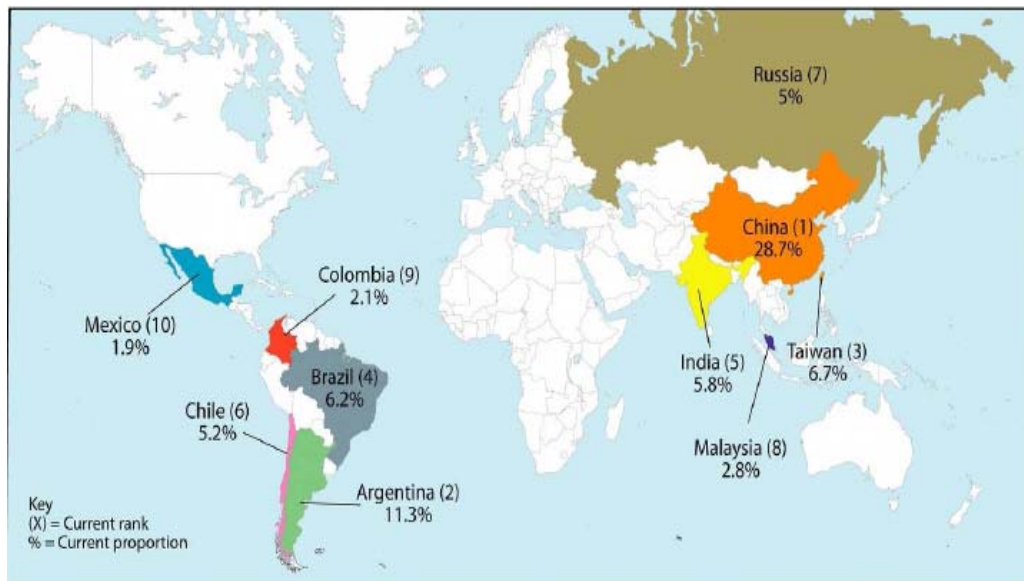 Russia (7)
5%
China (1)
28.7%
Colombia (9)
2.1%
Mexico (10)
1.9%
India (5)
5.8%
Taiwan (3)
6.7%
Brazil (4)
6.2%
Chile (6)
5.2%
Malaysia (8)
2.8%
Argentina (2)
11.3%
Key
(X) = Current rank
% = Current proportion